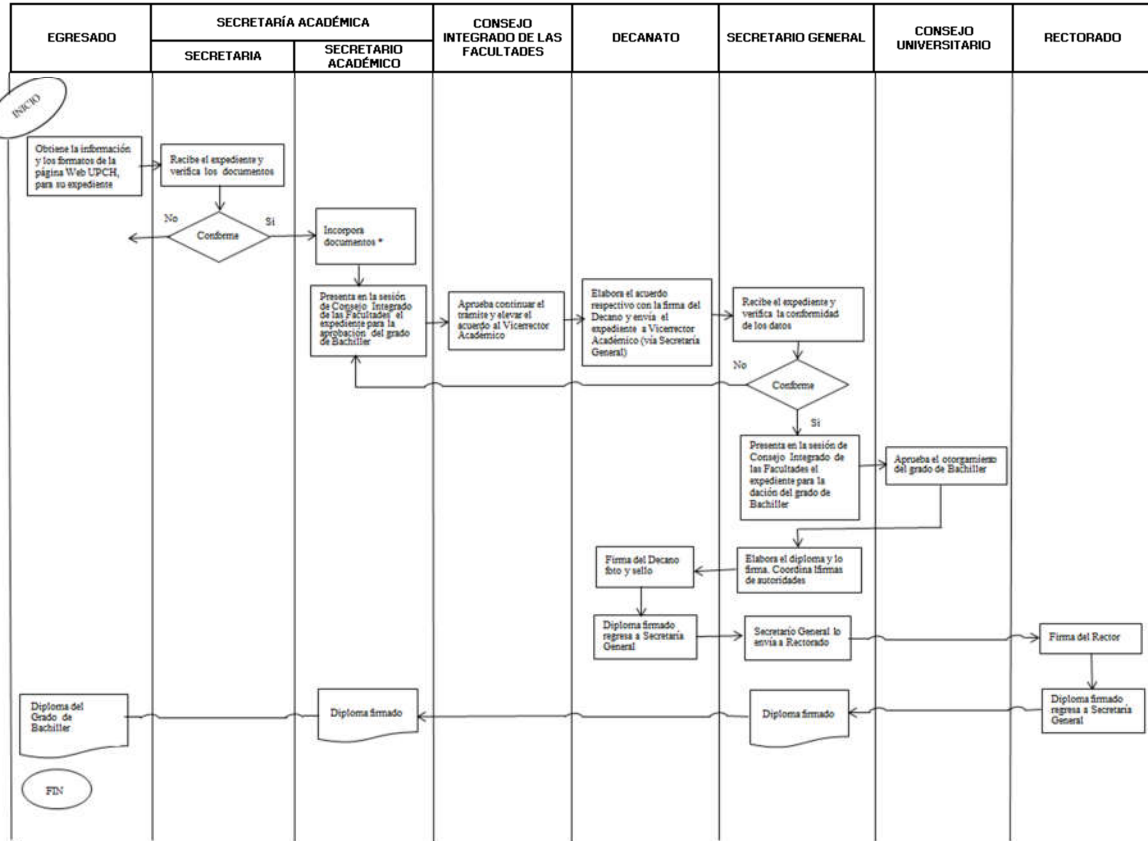 EGRESADO
SECRETARÍA ACADÉMICA
SECRETARIA
SECRETARIO
ACADÉMICO
CONSEJO
INTEGRADO DE LAS
FACULTADES
DECANATO
SECRETARIO GENERAL
CONSEJO
UNIVERSITARIO
RECTORADO
INICIO
Obtiene la información
y los formatos de la
página Web UPCH,
para su expediente
Recibe el expediente y
verifica los documentos
No
Conforme
Si
Incorpora
documentos *
Presenta en la sesión
de Consejo Integrado
de las Facultades el
expediente para la
aprobación del grado
de Bachiller
Aprueba continuar el
trámite y elevar el
acuerdo al Vicerrector
Académico
Elabora el acuerdo
respectivo con la firma del
Decano y envía el
expediente a Vicerrector
Académico (vía Secretaría
General)
Recibe el expediente y
verifica la conformidad
de los datos
No
Conforme
Si
Presenta en la sesión de
Consejo Integrado de
las Facultades el
expediente para la
dación del grado de
Bachiller
Aprueba el otorgamiento
del grado de Bachiller
Elabora el diploma y lo
firma. Coordina lfirmas
de autoridades
Firma del Decano
foto y sello
Diploma firmado
regresa a Secretaría
General
Secretario General lo
envía a Rectorado
Firma del Rector
Diploma firmado
regresa a Secretaría
General
Diploma firmado
Diploma firmado
Diploma del
Grado de
Bachiller
FIN